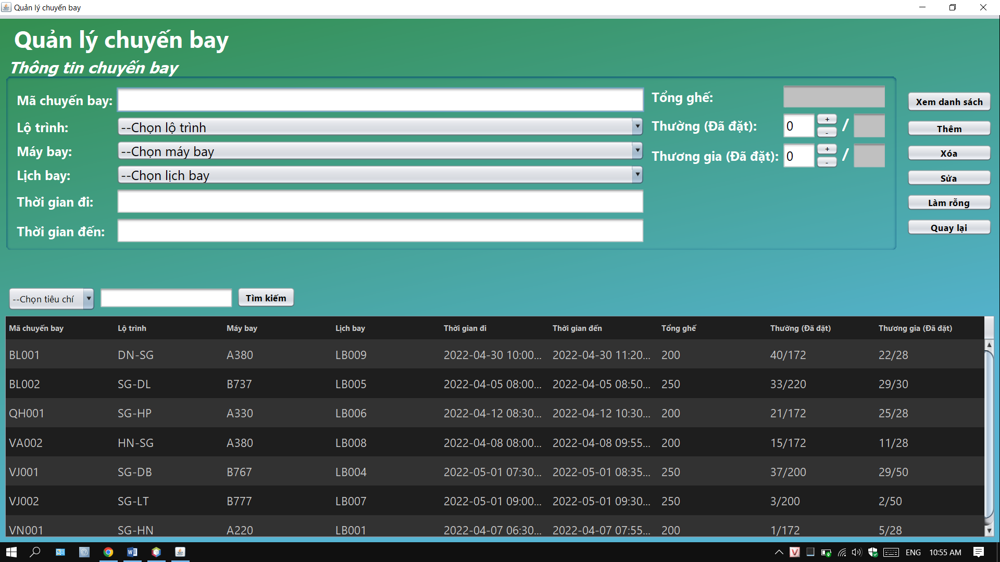 Quản lý chuyến bay
Quản lý chuyến bay
Thông tin chuyến bay
Mã chuyến bay:
Lộ trình: --Chọn lộ trình
Máy bay: --Chọn máy bay
Lịch bay: --Chọn lịch bay
Thời gian đi:
Thời gian đến:
Tổng ghế:
Thường (Đã đặt): 0 + - /
Thương gia (Đã đặt): 0 + - /
Xem danh sách
Thêm
Xóa
Sửa
Làm rỗng
Quay lại
--Chọn tiêu chí Tìm kiếm
Mã chuyến bay Lộ trình Máy bay Lịch bay Thời gian đi Thời gian đến Tổng ghế Thường (Đã đặt) Thương gia (Đã đặt)
BL001 DN-SG A380 LB009 2022-04-30 10:00... 2022-04-30 11:20... 200 40/172 22/28
BL002 SG-DL B737 LB005 2022-04-05 08:00... 2022-04-05 08:50... 250 33/220 29/30
QH001 SG-HP A330 LB006 2022-04-12 08:30... 2022-04-12 10:30... 200 21/172 25/28
VA002 HN-SG A380 LB008 2022-04-08 08:00... 2022-04-08 09:55... 200 15/172 11/28
VJ001 SG-DB B767 LB004 2022-05-01 07:30... 2022-05-01 08:35... 250 37/200 29/50
VJ002 SG-LT B777 LB007 2022-05-01 09:00... 2022-05-01 09:30... 250 3/200 2/50
VN001 SG-HN A220 LB001 2022-04-07 06:30... 2022-04-07 07:55... 200 1/172 5/28
ENG 10:55 AM